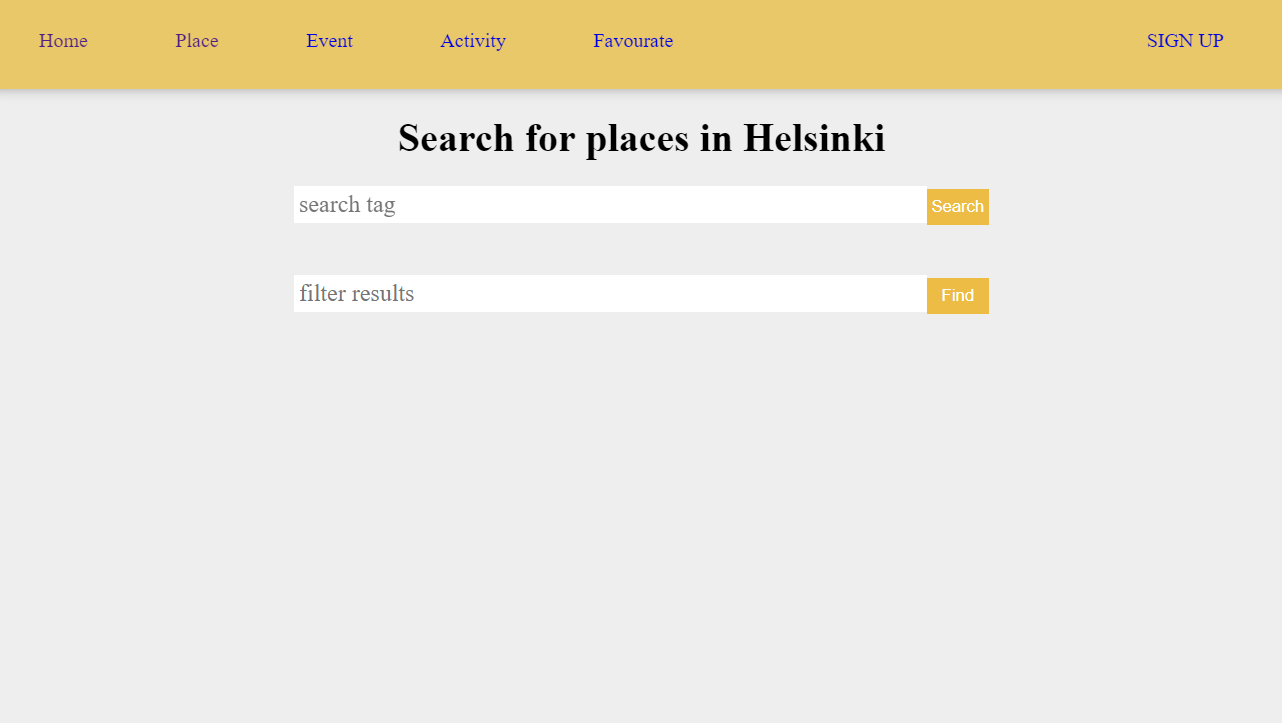 Home Place Event Activity Favourate SIGN UP
Search for places in Helsinki
search tag Search
filter results Find